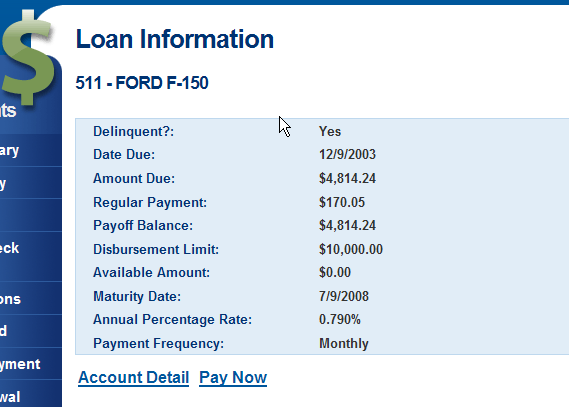 $
Loan Information
511 - FORD F-150
ts
ary
y
eck
ons
d
yment
wal
Delinquent?: Yes
Date Due: 12/9/2003
Amount Due: $4,814.24
Regular Payment: $170.05
Payoff Balance: $4,814.24
Disbursement Limit: $10,000.00
Available Amount: $0.00
Maturity Date: 7/9/2008
Annual Percentage Rate: 0.790%
Payment Frequency: Monthly
Account Detail Pay Now